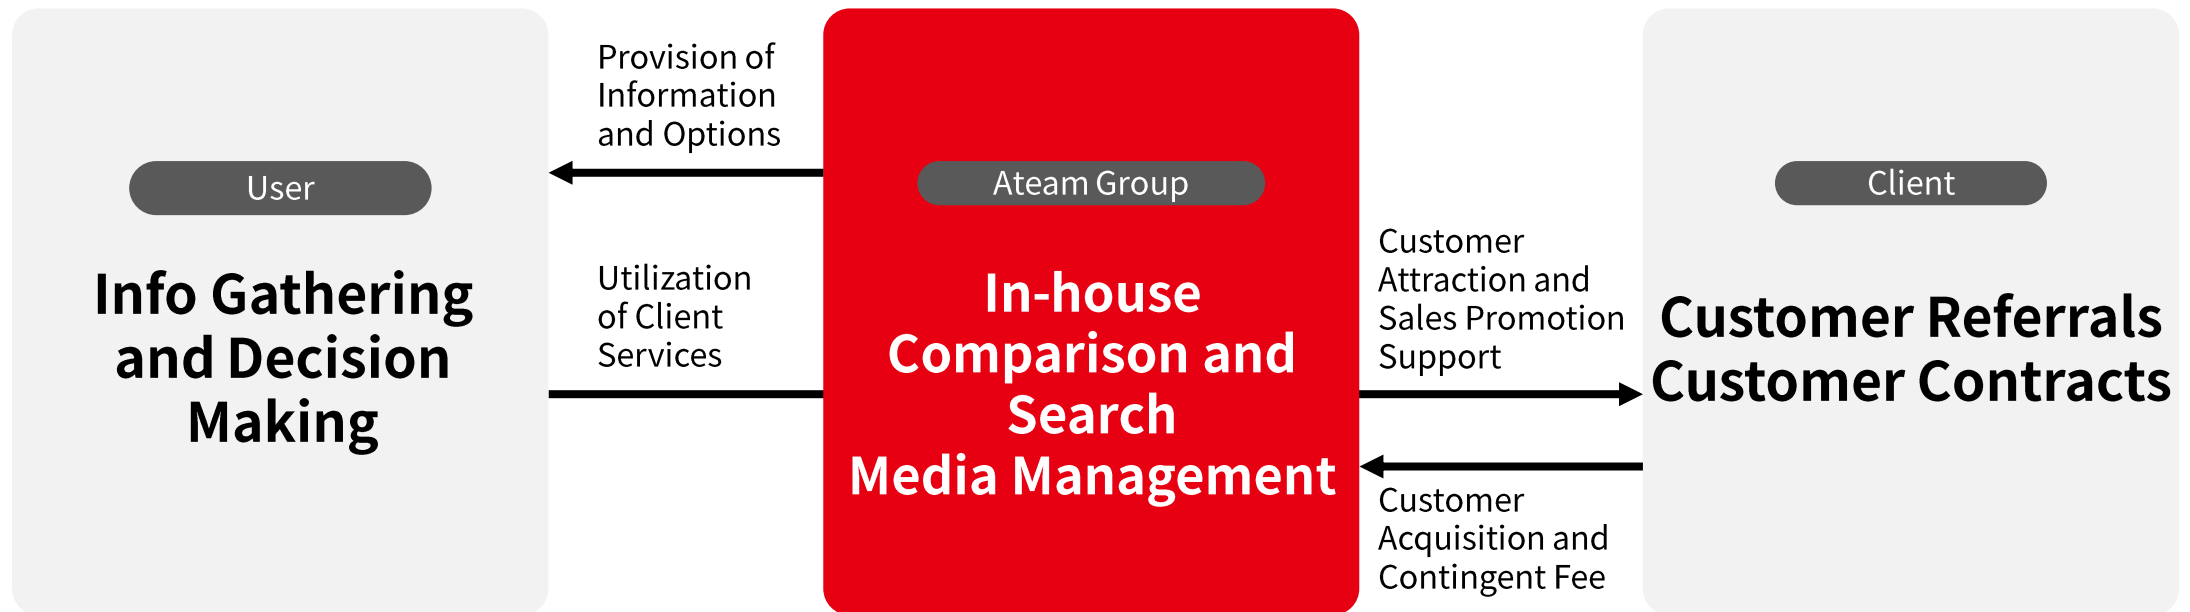 User
Info Gathering
and Decision
Making
Provision of
Information
and Options
Utilization
of Client
Services
Ateam Group
In-house
Comparison and
Search
Media Management
Customer
Attraction and
Sales Promotion
Support
Customer
Acquisition and
Contingent Fee
Client
Customer Referrals
Customer Contracts